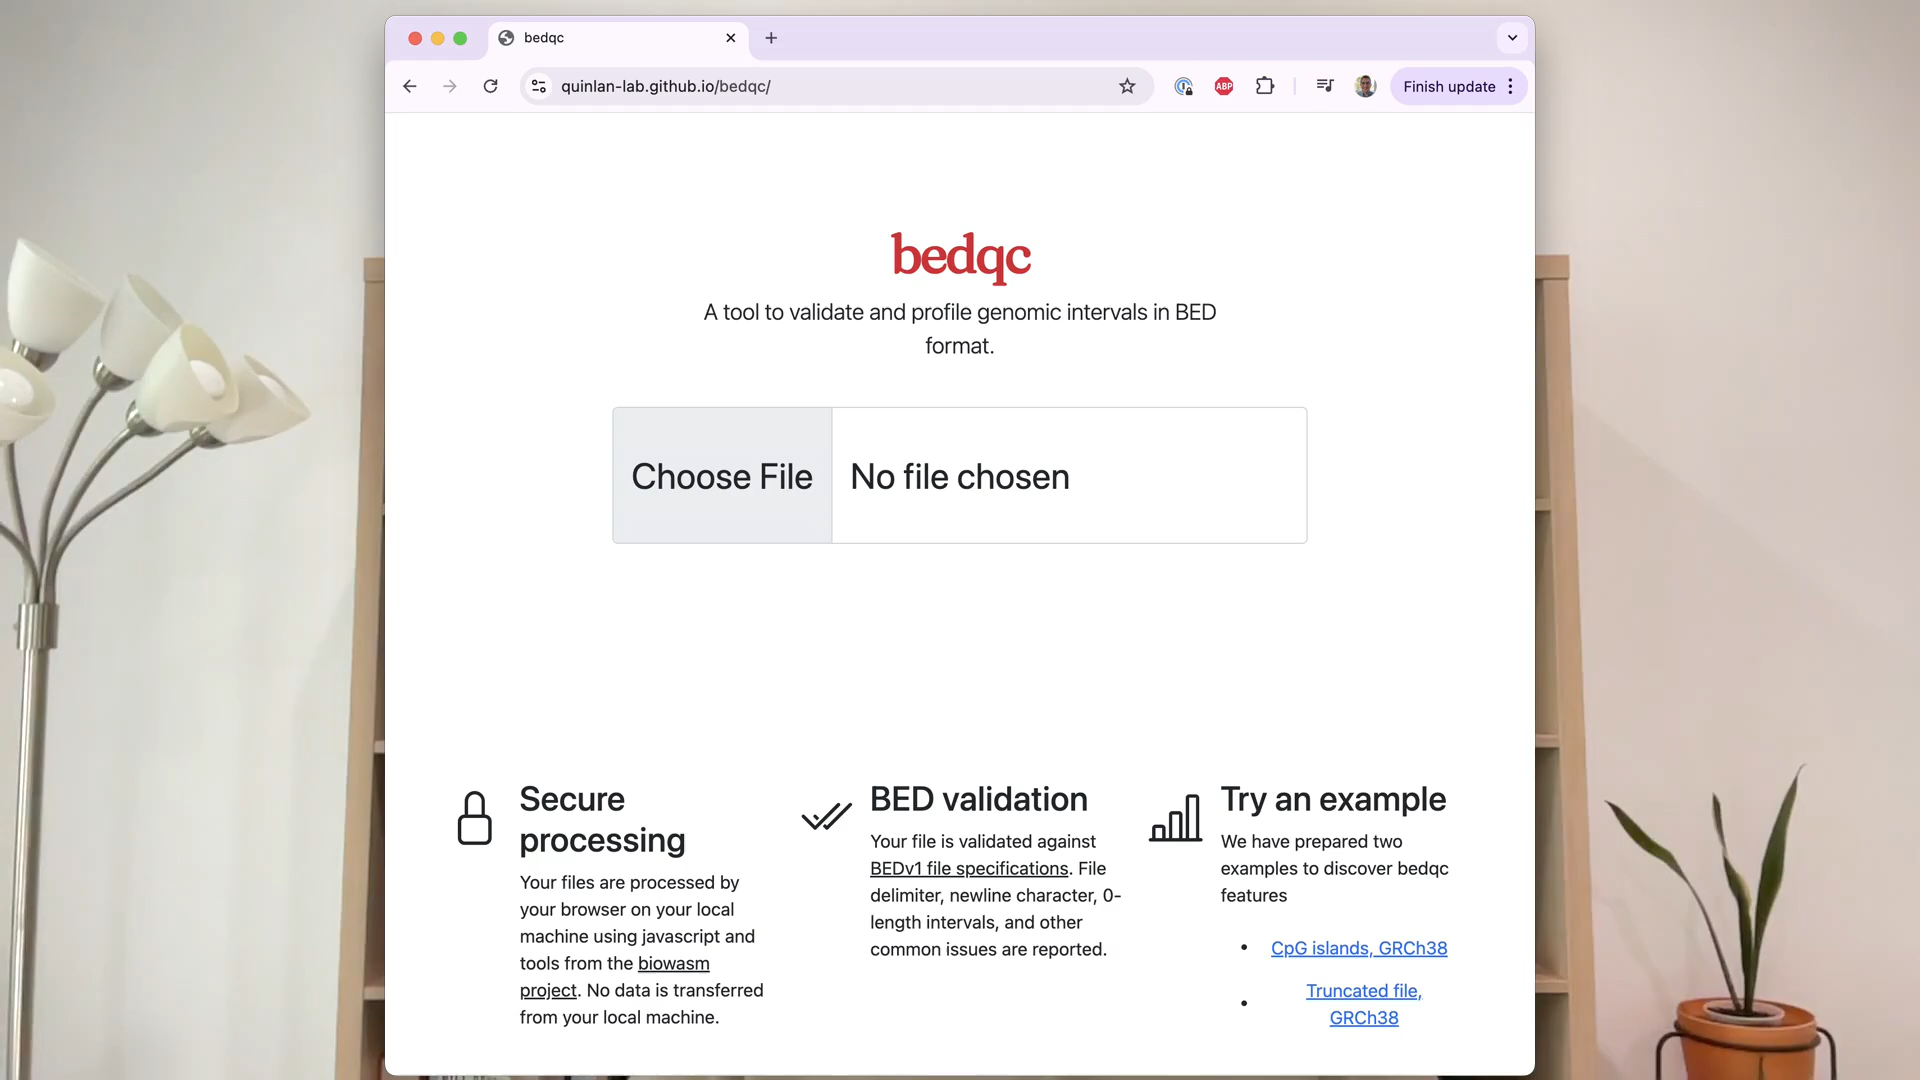 bedqc
quinlan-lab.github.io/bedqc/
ABP
Finish update
bedqc
A tool to validate and profile genomic intervals in BED
format.
Choose File
No file chosen
Secure
processing
Your files are processed by
your browser on your local
machine using javascript and
tools from the biowasm
project. No data is transferred
from your local machine.
BED validation
Your file is validated against
BEDv1 file specifications. File
delimiter, newline character, 0-
length intervals, and other
common issues are reported.
Try an example
We have prepared two
examples to discover bedqc
features
• CpG islands, GRCh38
• Truncated file,
GRCh38